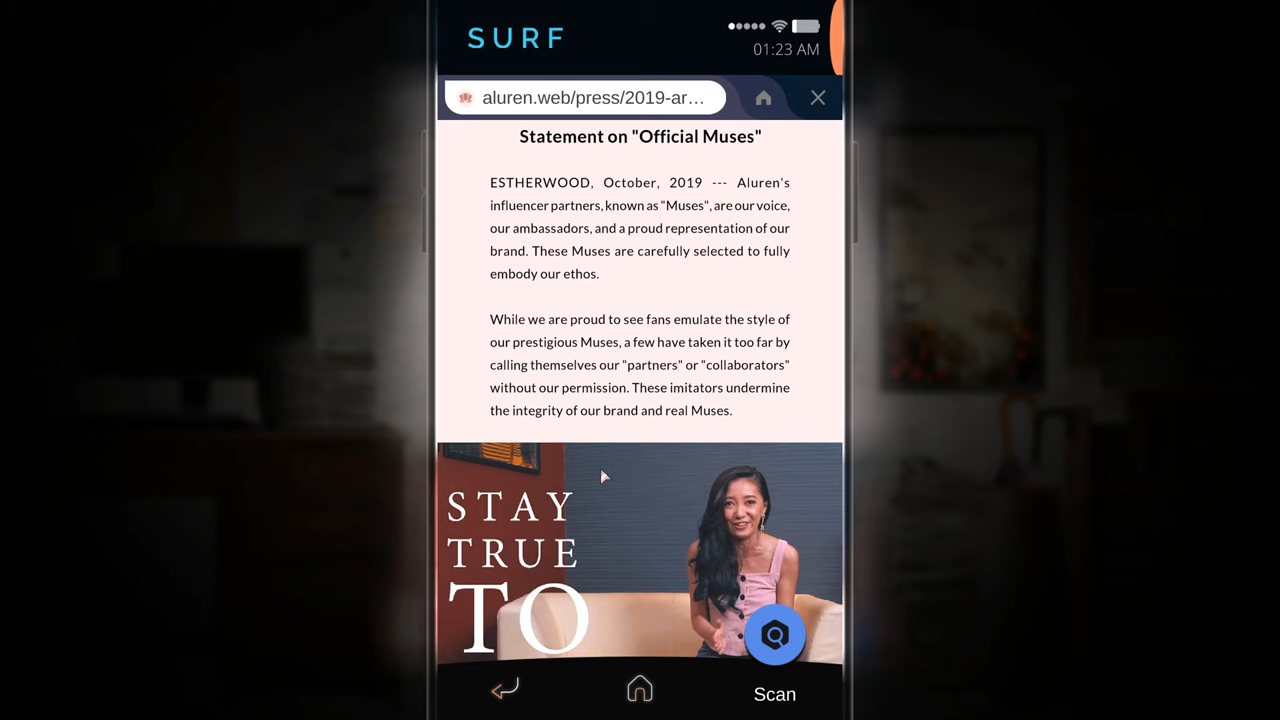 SURF
01:23 AM
aluren.web/press/2019-ar...
Statement on "Official Muses"
ESTHERWOOD, October, 2019 --- Aluren's
influencer partners, known as "Muses", are our voice,
our ambassadors, and a proud representation of our
brand. These Muses are carefully selected to fully
embody our ethos.
While we are proud to see fans emulate the style of
our prestigious Muses, a few have taken it too far by
calling themselves our "partners" or "collaborators"
without our permission. These imitators undermine
the integrity of our brand and real Muses.
STAY
TRUE
TO
Scan